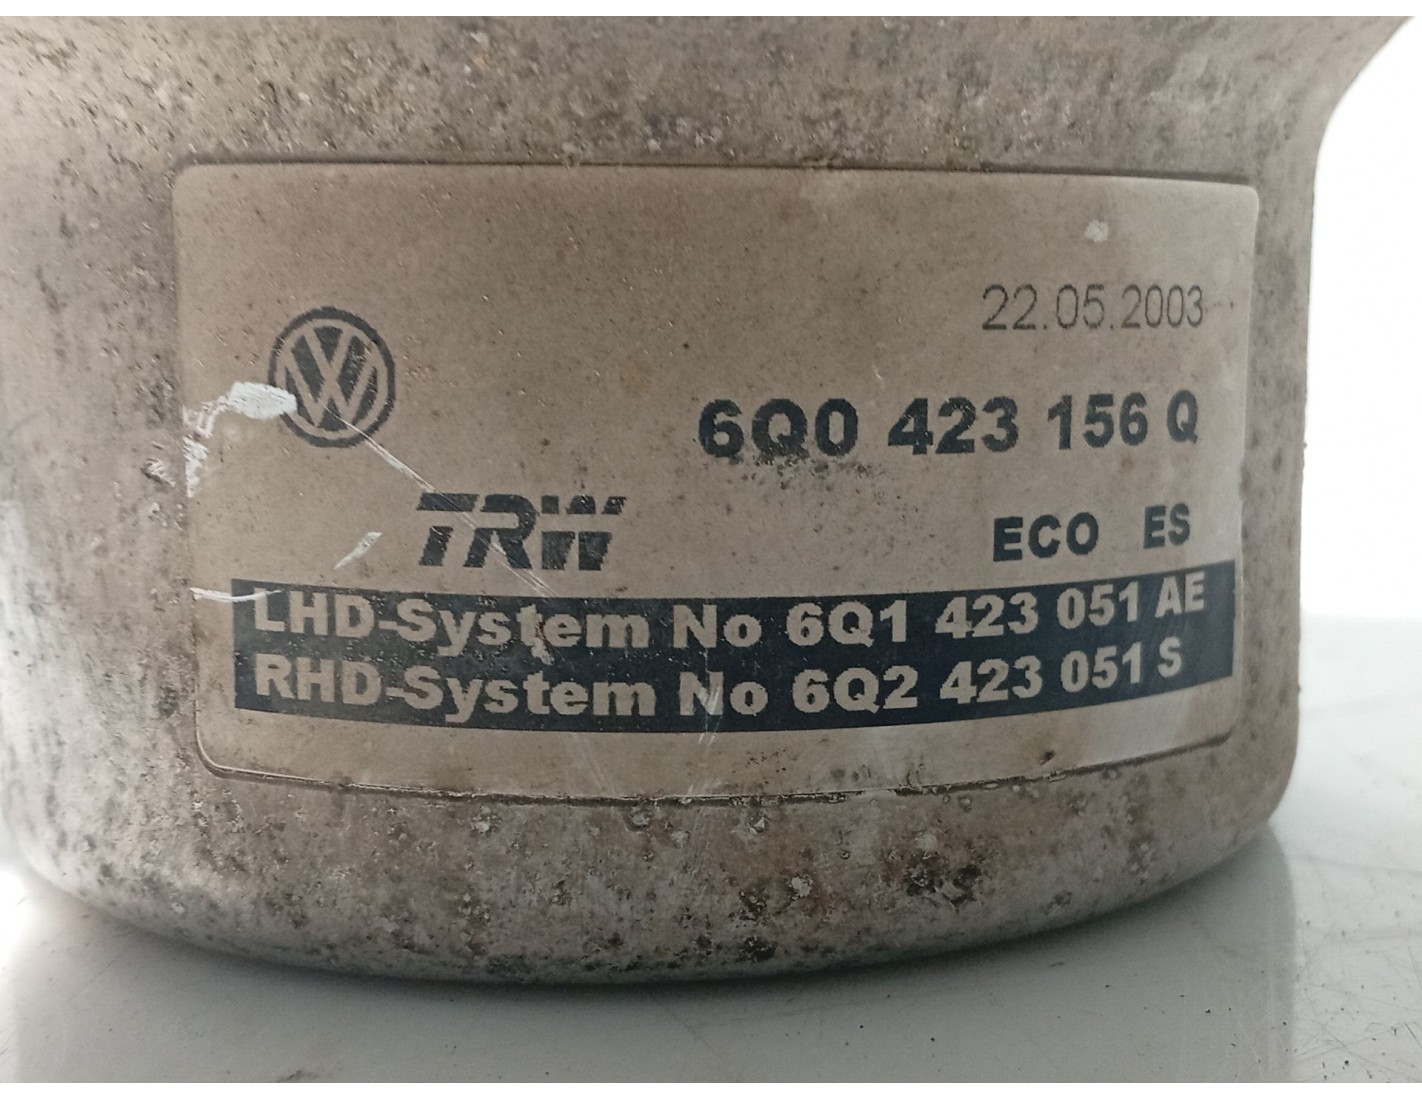 22.05.2003
6Q0 423 156 Q
TRW ECO ES
LHD-System No 6Q1 423 051 AE
RHD-System No 6Q2 423 051 S